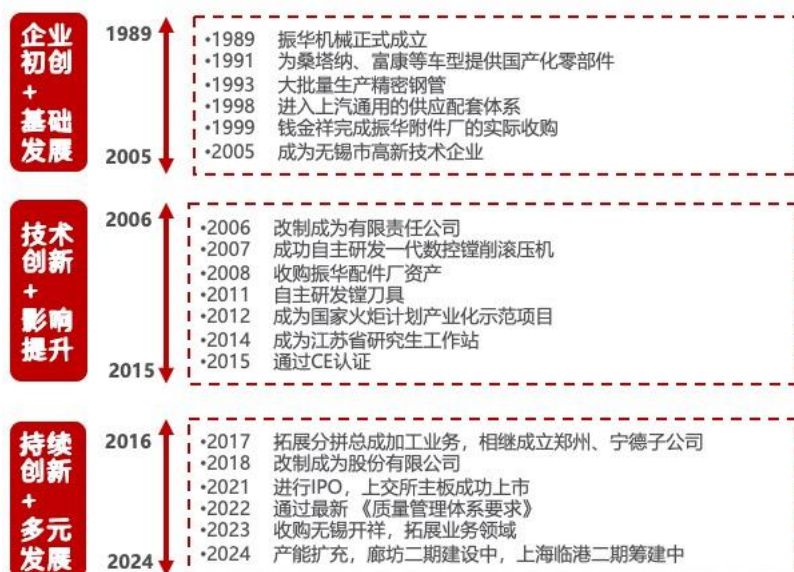 企业
初创
+
基础
发展
1989
2005
•1989 振华机械正式成立
•1991 为桑塔纳、富康等车型提供国产化零部件
•1993 大批量生产精密钢管
•1998 进入上汽通用的供应配套体系
•1999 钱金祥完成振华附件厂的实际收购
•2005 成为无锡市高新技术企业
技术
创新
+
影响
提升
2006
2015
•2006 改制成为有限责任公司
•2007 成功自主研发一代数控镗削滚压机
•2008 收购振华配件厂资产
•2011 自主研发镗刀具
•2012 成为国家火炬计划产业化示范项目
•2014 成为江苏省研究生工作站
•2015 通过CE认证
持续
创新
+
多元
发展
2016
2024
•2017 拓展分拼总成加工业务，相继成立郑州、宁德子公司
•2018 改制成为股份有限公司
•2021 进行IPO，上交所主板成功上市
•2022 通过最新《质量管理体系要求》
•2023 收购无锡开祥，拓展业务领域
•2024 产能扩充，廊坊二期建设中，上海临港二期筹建中